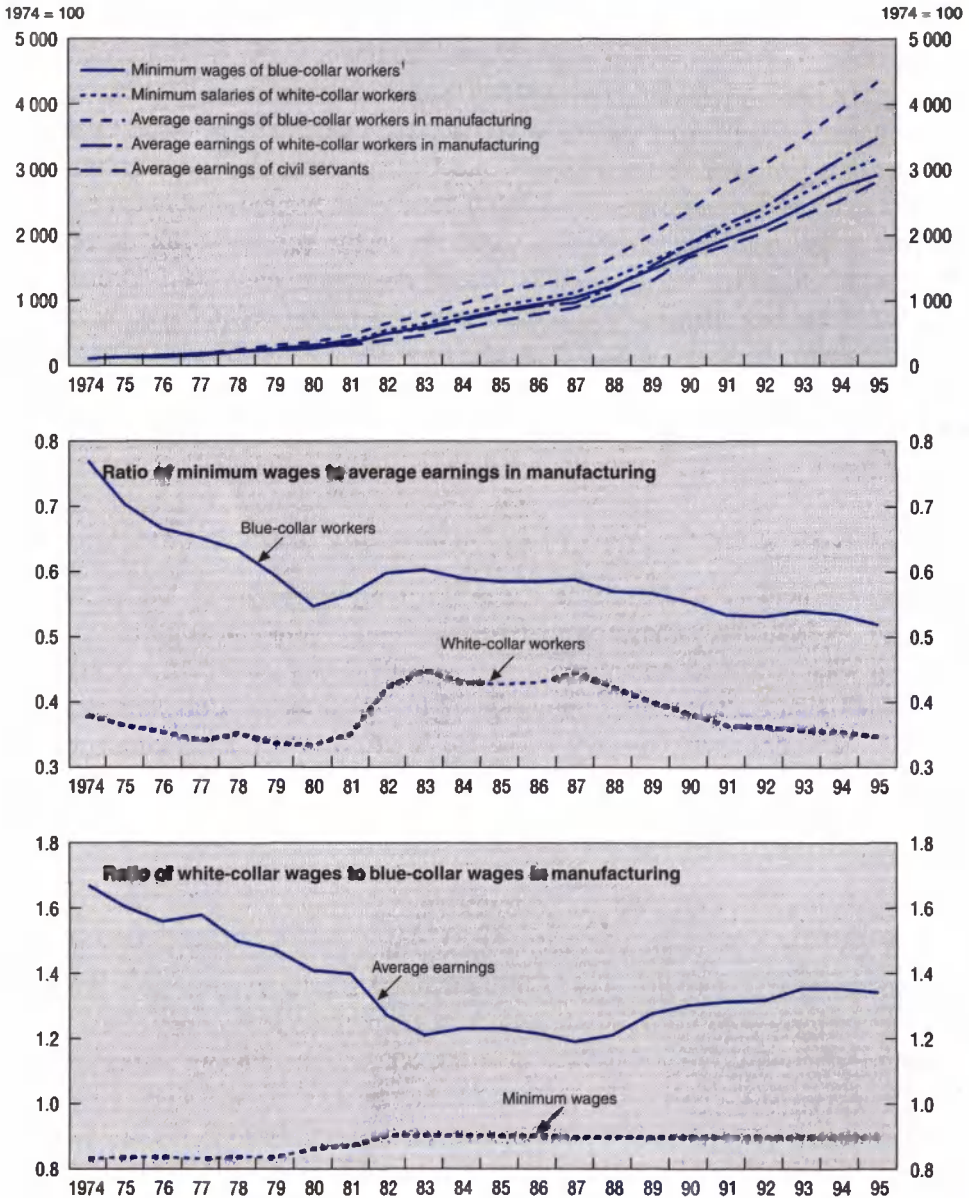 1974 = 100 1974 = 100
5 000 5 000
Minimum wages of blue-collar workers¹
4 000 Minimum salaries of white-collar workers 4 000
Average earnings of blue-collar workers in manufacturing
Average earnings of white-collar workers in manufacturing
3 000 Average earnings of civil servants 3 000
2 000 2 000
1 000 1 000
0 0
1974 75 76 77 78 79 80 81 82 83 84 85 86 87 88 89 90 91 92 93 94 95
0.8 0.8
Ratio of minimum wages to average earnings in manufacturing
0.7 0.7
Blue-collar workers
0.6 0.6
0.5 0.5
White-collar workers
0.4 0.4
0.3 0.3
1974 75 76 77 78 79 80 81 82 83 84 85 86 87 88 89 90 91 92 93 94 95
1.8 1.8
Ratio of white-collar wages to blue-collar wages in manufacturing
1.6 1.6
1.4 Average earnings 1.4
1.2 1.2
Minimum wages
1.0 1.0
0.8 0.8
1974 75 76 77 78 79 80 81 82 83 84 85 86 87 88 89 90 91 92 93 94 95